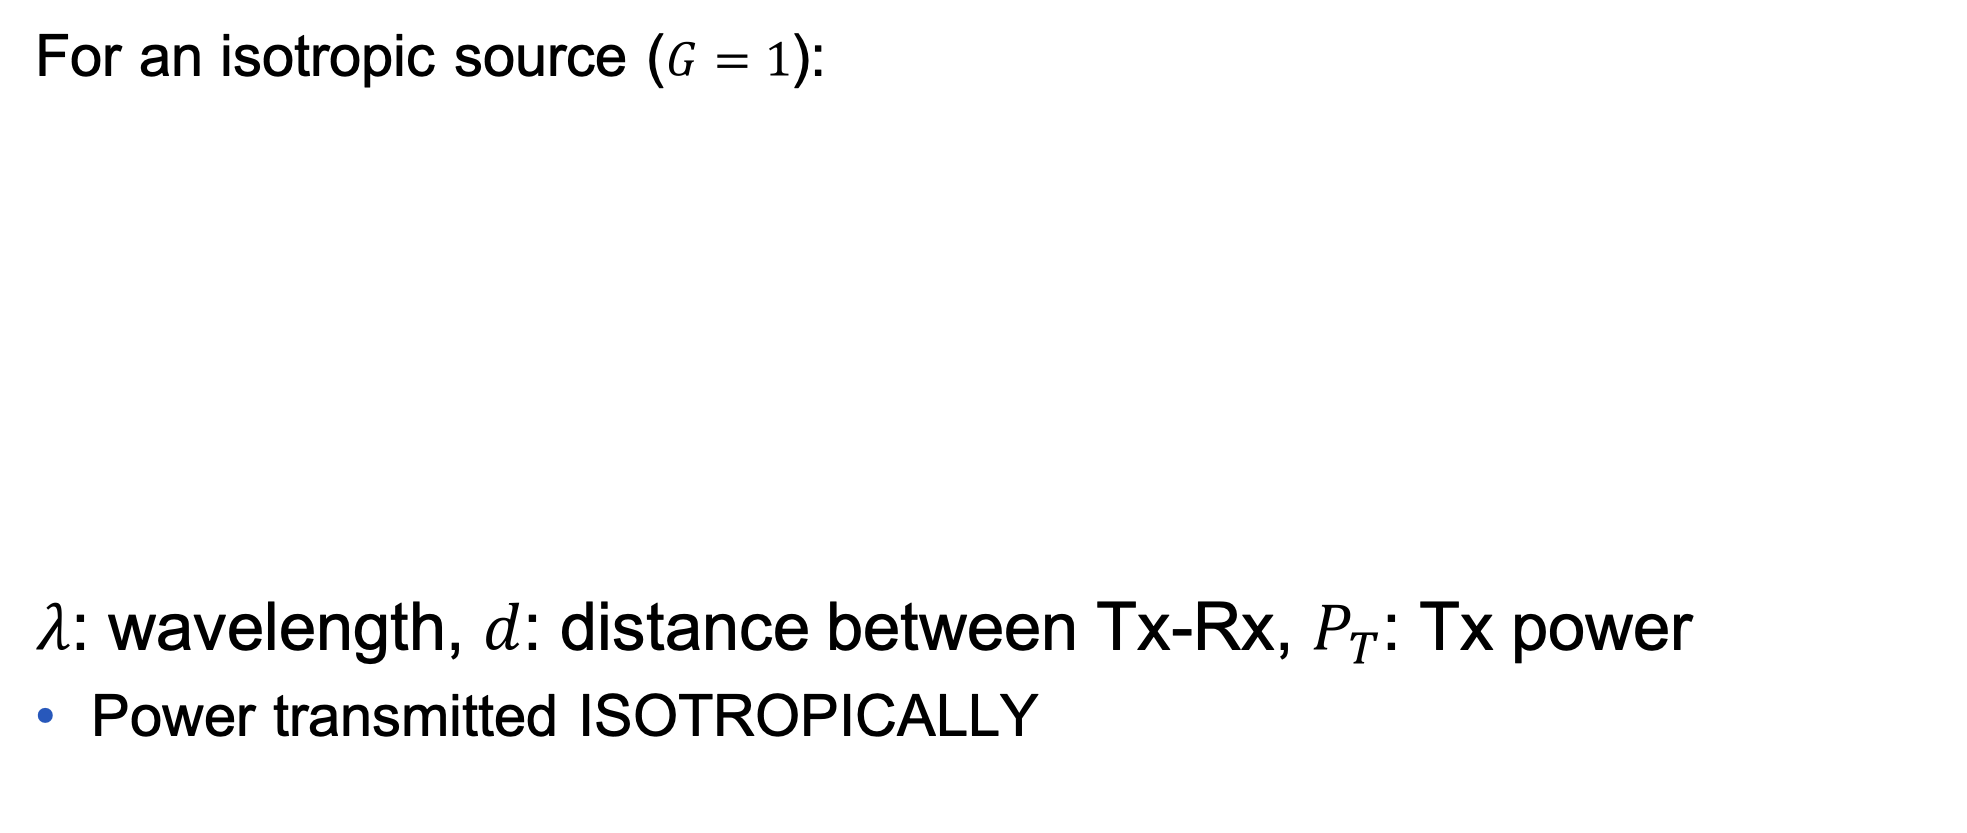 For an isotropic source (G = 1):
λ: wavelength, d: distance between Tx-Rx, P_T: Tx power
• Power transmitted ISOTROPICALLY